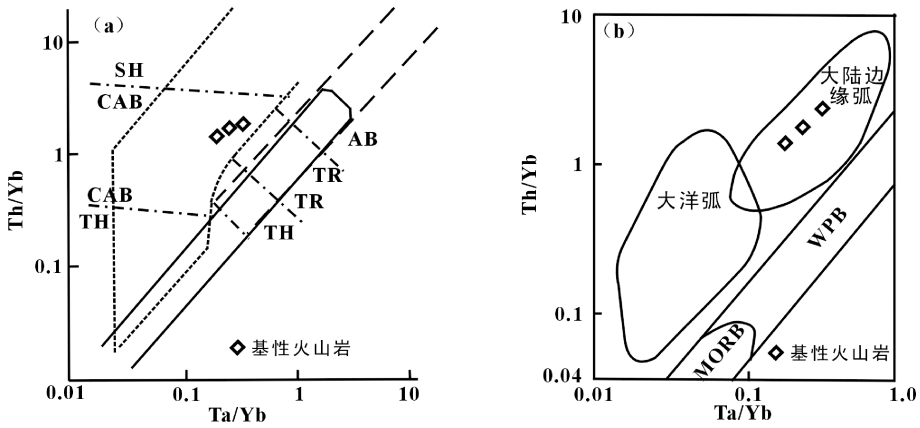 （a）
10
1
0.1
0.01
0.1
1
10
Th/Yb
Ta/Yb
SH
CAB
CAB
TH
AB
TR
TR
TH
基性火山岩
（b）
10
1
0.1
0.04
0.01
0.1
1.0
Th/Yb
Ta/Yb
大陆边
缘弧
大洋弧
WPB
MORB
基性火山岩